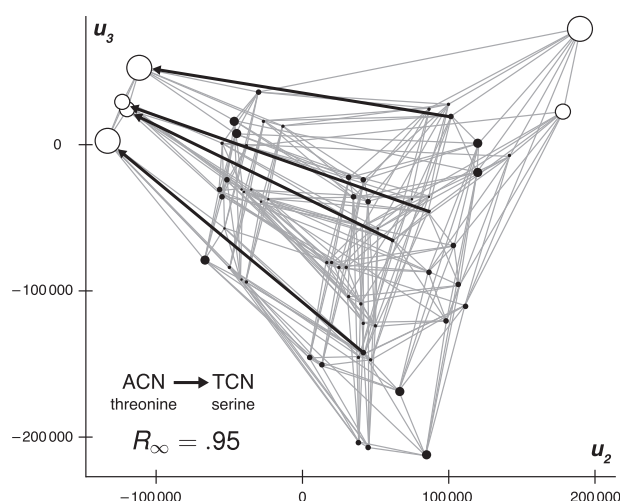 u3
0
−100 000
−200 000
ACN → TCN
threonine serine
R∞ = .95
u2
−100 000 0 100 000 200 000